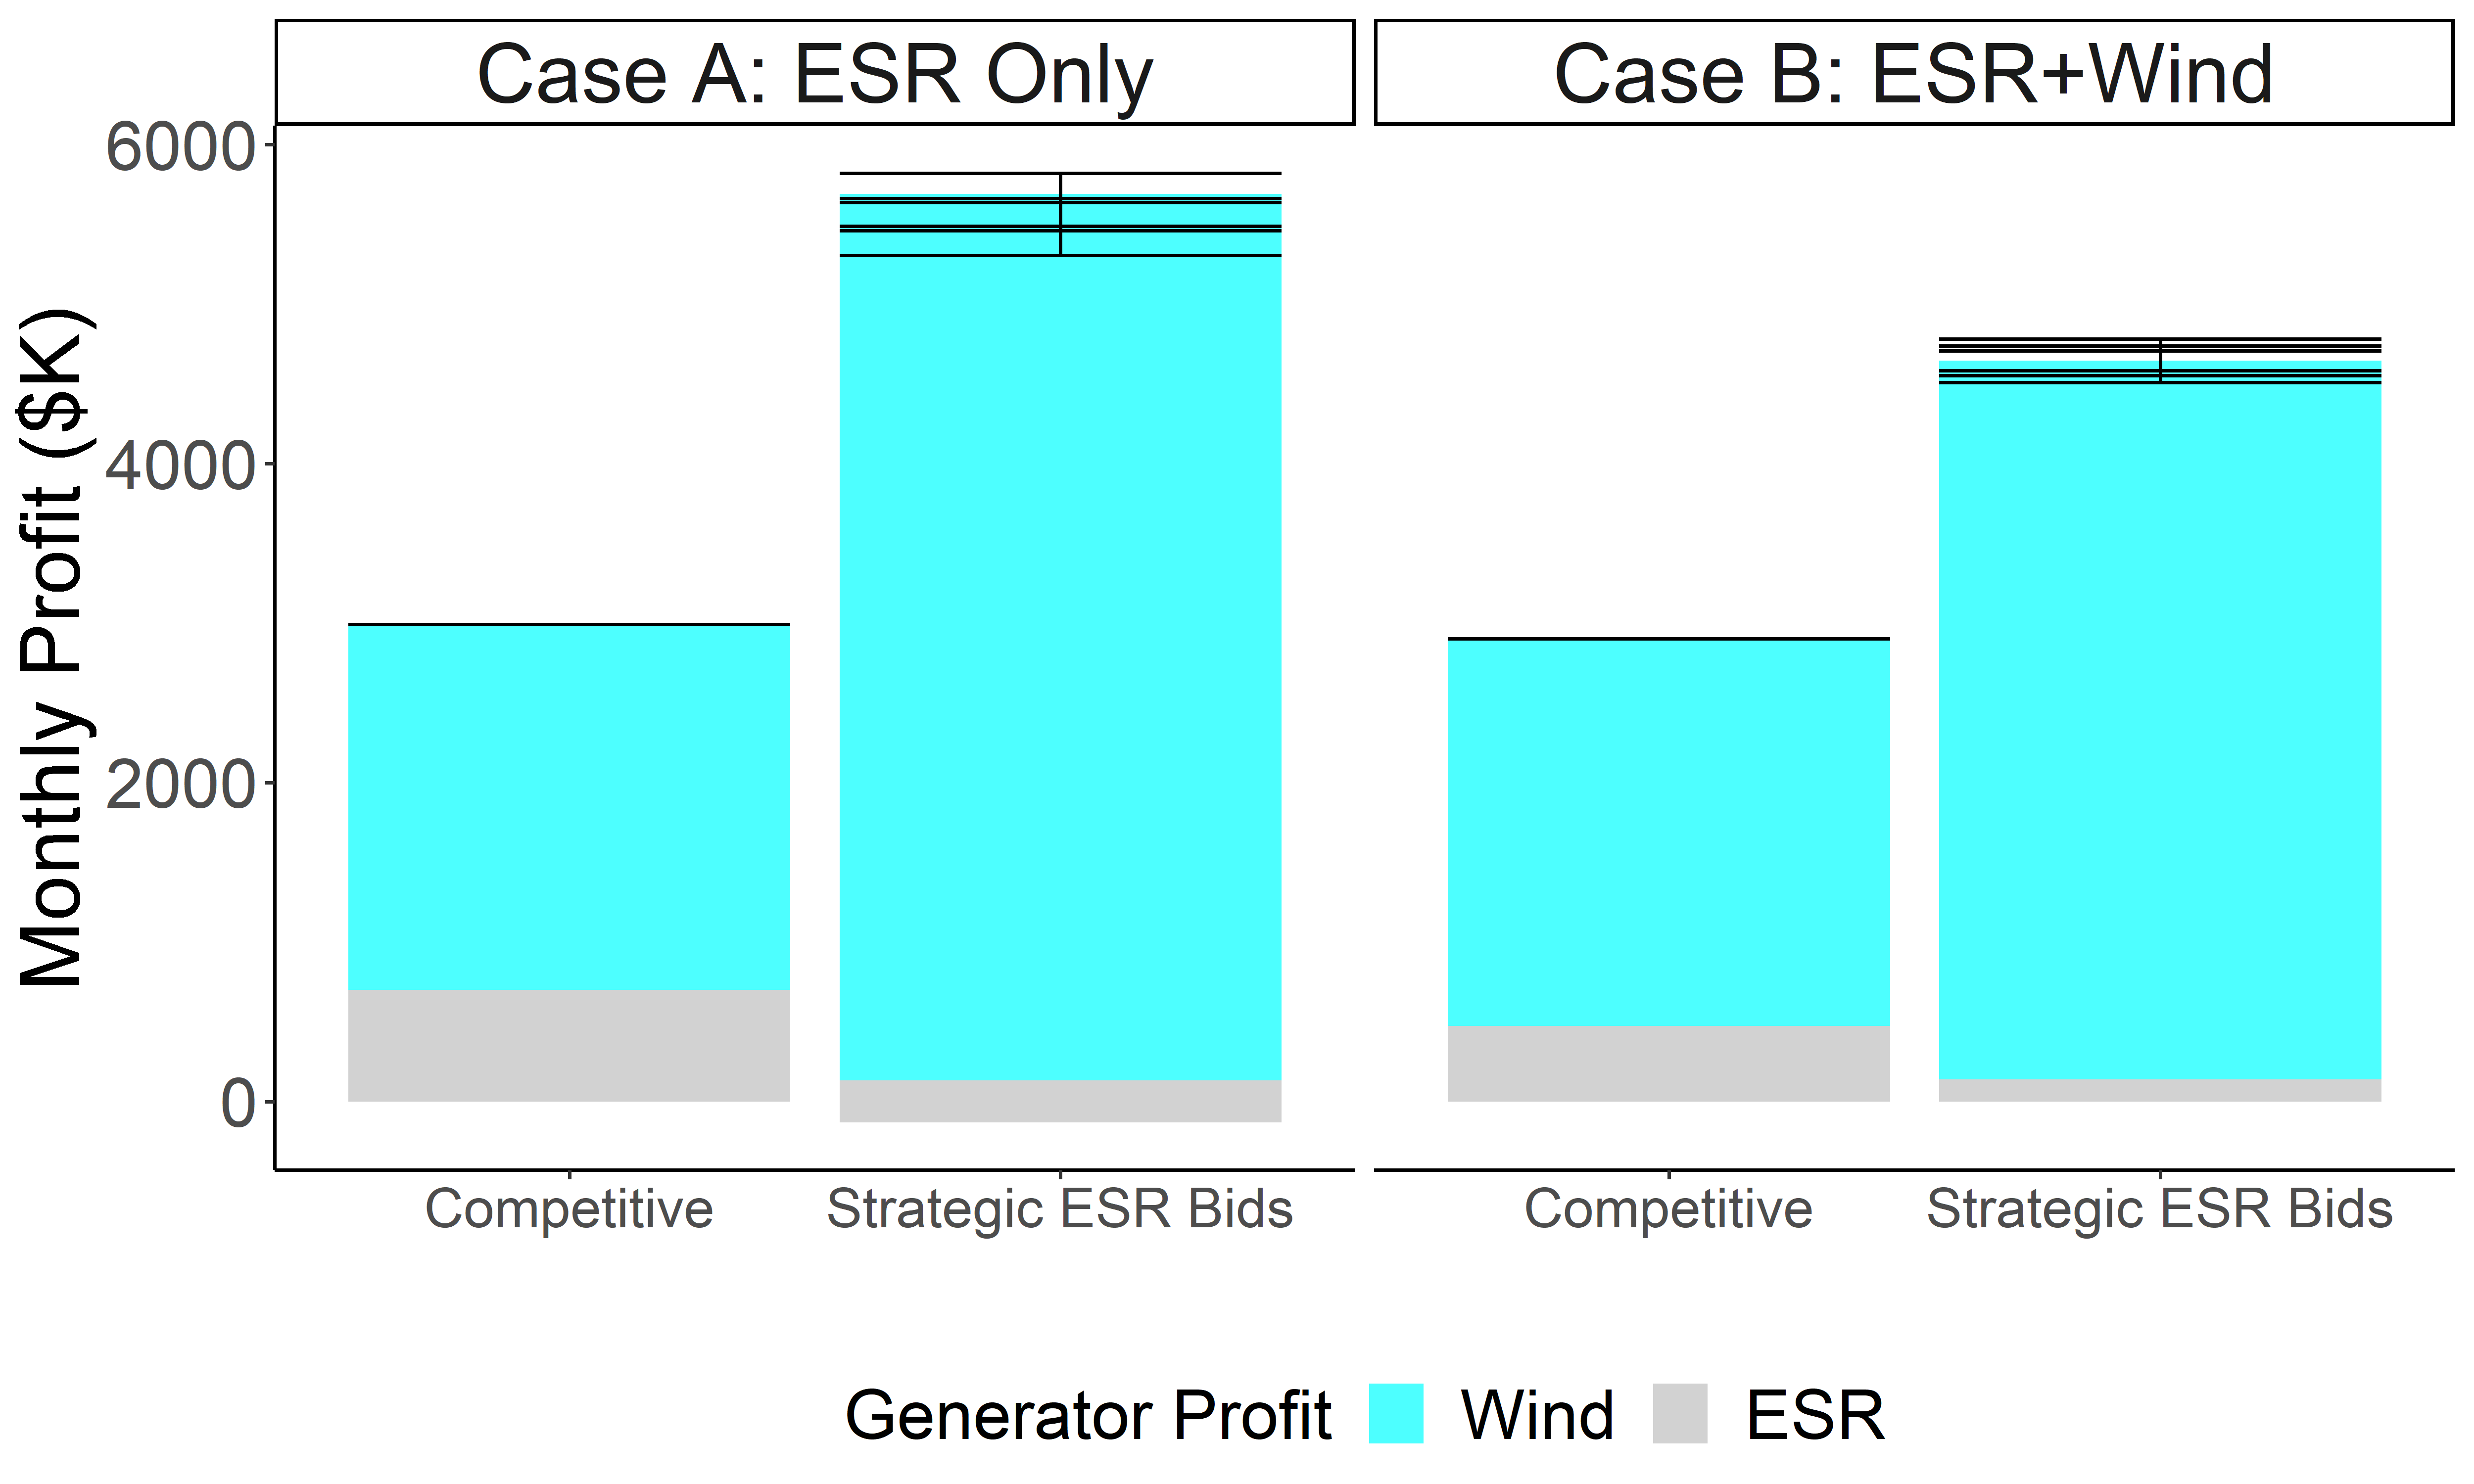 Case A: ESR Only
Case B: ESR+Wind
Monthly Profit ($K)
6000
4000
2000
0
Competitive
Strategic ESR Bids
Competitive
Strategic ESR Bids
Generator Profit
Wind
ESR